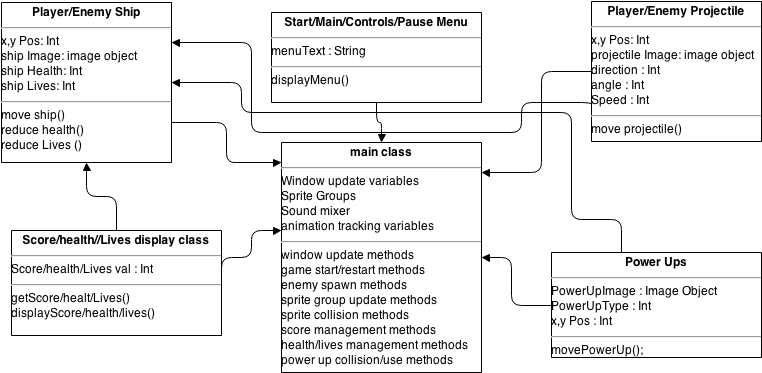 Player/Enemy Ship
x,y Pos: Int
ship Image: image object
ship Health: Int
ship Lives: Int
move ship()
reduce health()
reduce Lives ()
Start/Main/Controls/Pause Menu
menuText : String
displayMenu()
Player/Enemy Projectile
x,y Pos: Int
projectile Image: image object
direction : Int
angle : Int
Speed : Int
move projectile()
main class
Window update variables
Sprite Groups
Sound mixer
animation tracking variables
window update methods
game start/restart methods
enemy spawn methods
sprite group update methods
sprite collision methods
score management methods
health/lives management methods
power up collision/use methods
Score/health//Lives display class
Score/health/Lives val : Int
getScore/healt/Lives()
displayScore/health/lives()
Power Ups
PowerUpImage : Image Object
PowerUpType : Int
x,y Pos : Int
movePowerUp();